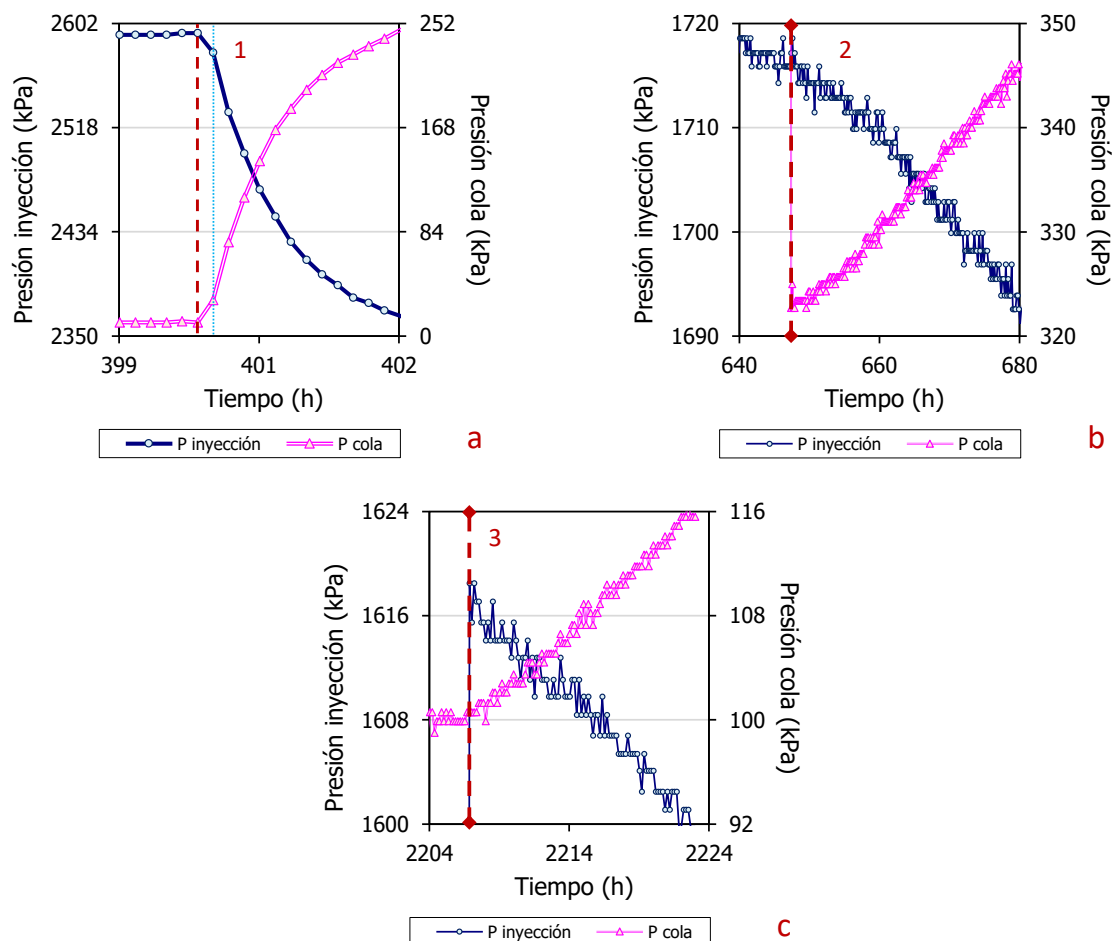 2602
2518
2434
2350
Presión inyección (kPa)
1
252
168
84
0
Presión cola
(kPa)
399
401
402
Tiempo (h)
P inyección
P cola
a
1720
1710
1700
1690
Presión inyección (kPa)
2
350
340
330
320
Presión cola (kPa)
640
660
680
Tiempo (h)
P inyección
P cola
b
1624
1616
1608
1600
Presión inyección (kPa)
3
116
108
100
92
Presión cola (kPa)
2204
2214
2224
Tiempo (h)
P inyección
P cola
c